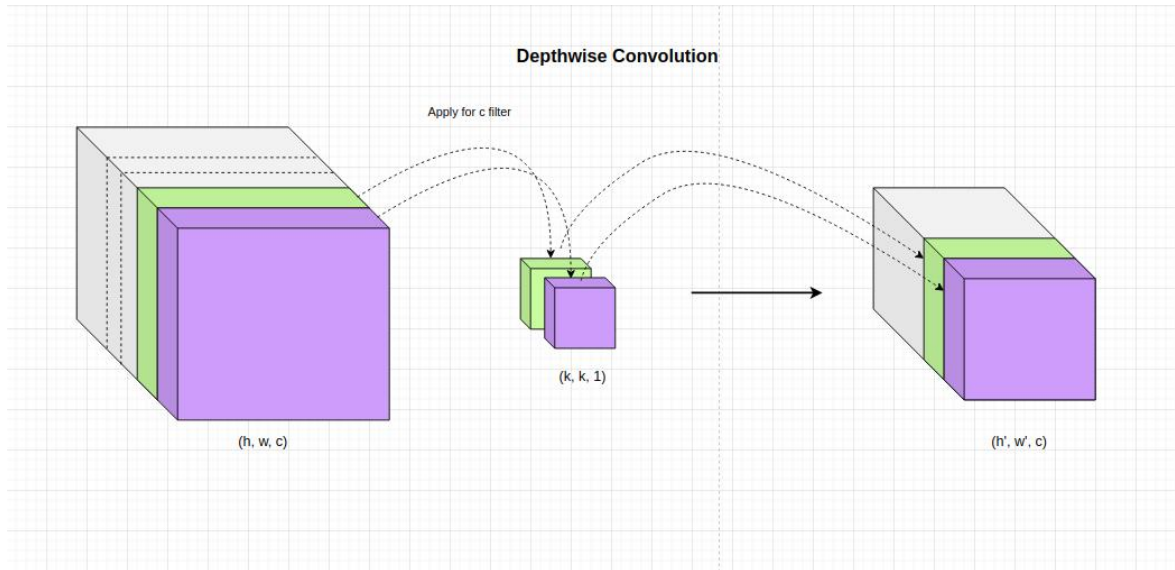 Depthwise Convolution
Apply for c filter
(k, k, 1)
(h, w, c)
(h', w', c)